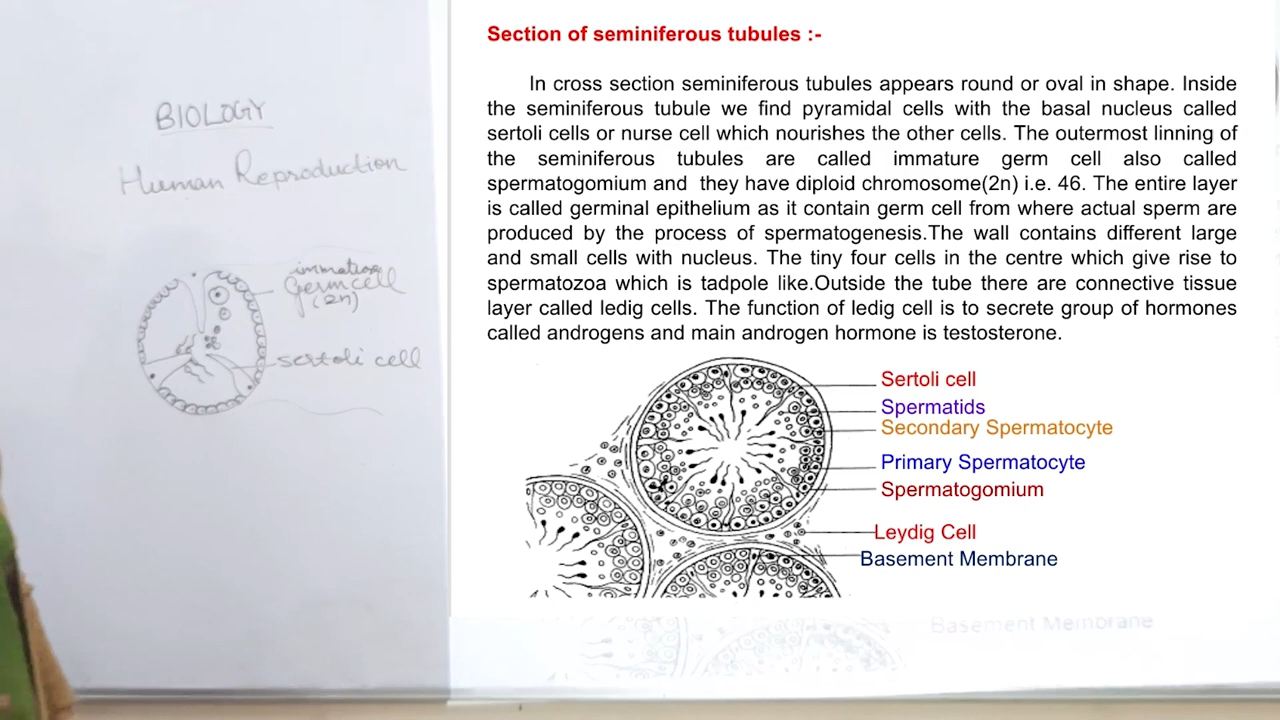 BIOLOGY
Human Reproduction
immature
Germ cell
(2n)
sertoli cell
Section of seminiferous tubules :-
In cross section seminiferous tubules appears round or oval in shape. Inside
the seminiferous tubule we find pyramidal cells with the basal nucleus called
sertoli cells or nurse cell which nourishes the other cells. The outermost linning of
the seminiferous tubules are called immature germ cell also called
spermatogomium and they have diploid chromosome(2n) i.e. 46. The entire layer
is called germinal epithelium as it contain germ cell from where actual sperm are
produced by the process of spermatogenesis.The wall contains different large
and small cells with nucleus. The tiny four cells in the centre which give rise to
spermatozoa which is tadpole like.Outside the tube there are connective tissue
layer called ledig cells. The function of ledig cell is to secrete group of hormones
called androgens and main androgen hormone is testosterone.
Sertoli cell
Spermatids
Secondary Spermatocyte
Primary Spermatocyte
Spermatogomium
Leydig Cell
Basement Membrane
Basement Membrane